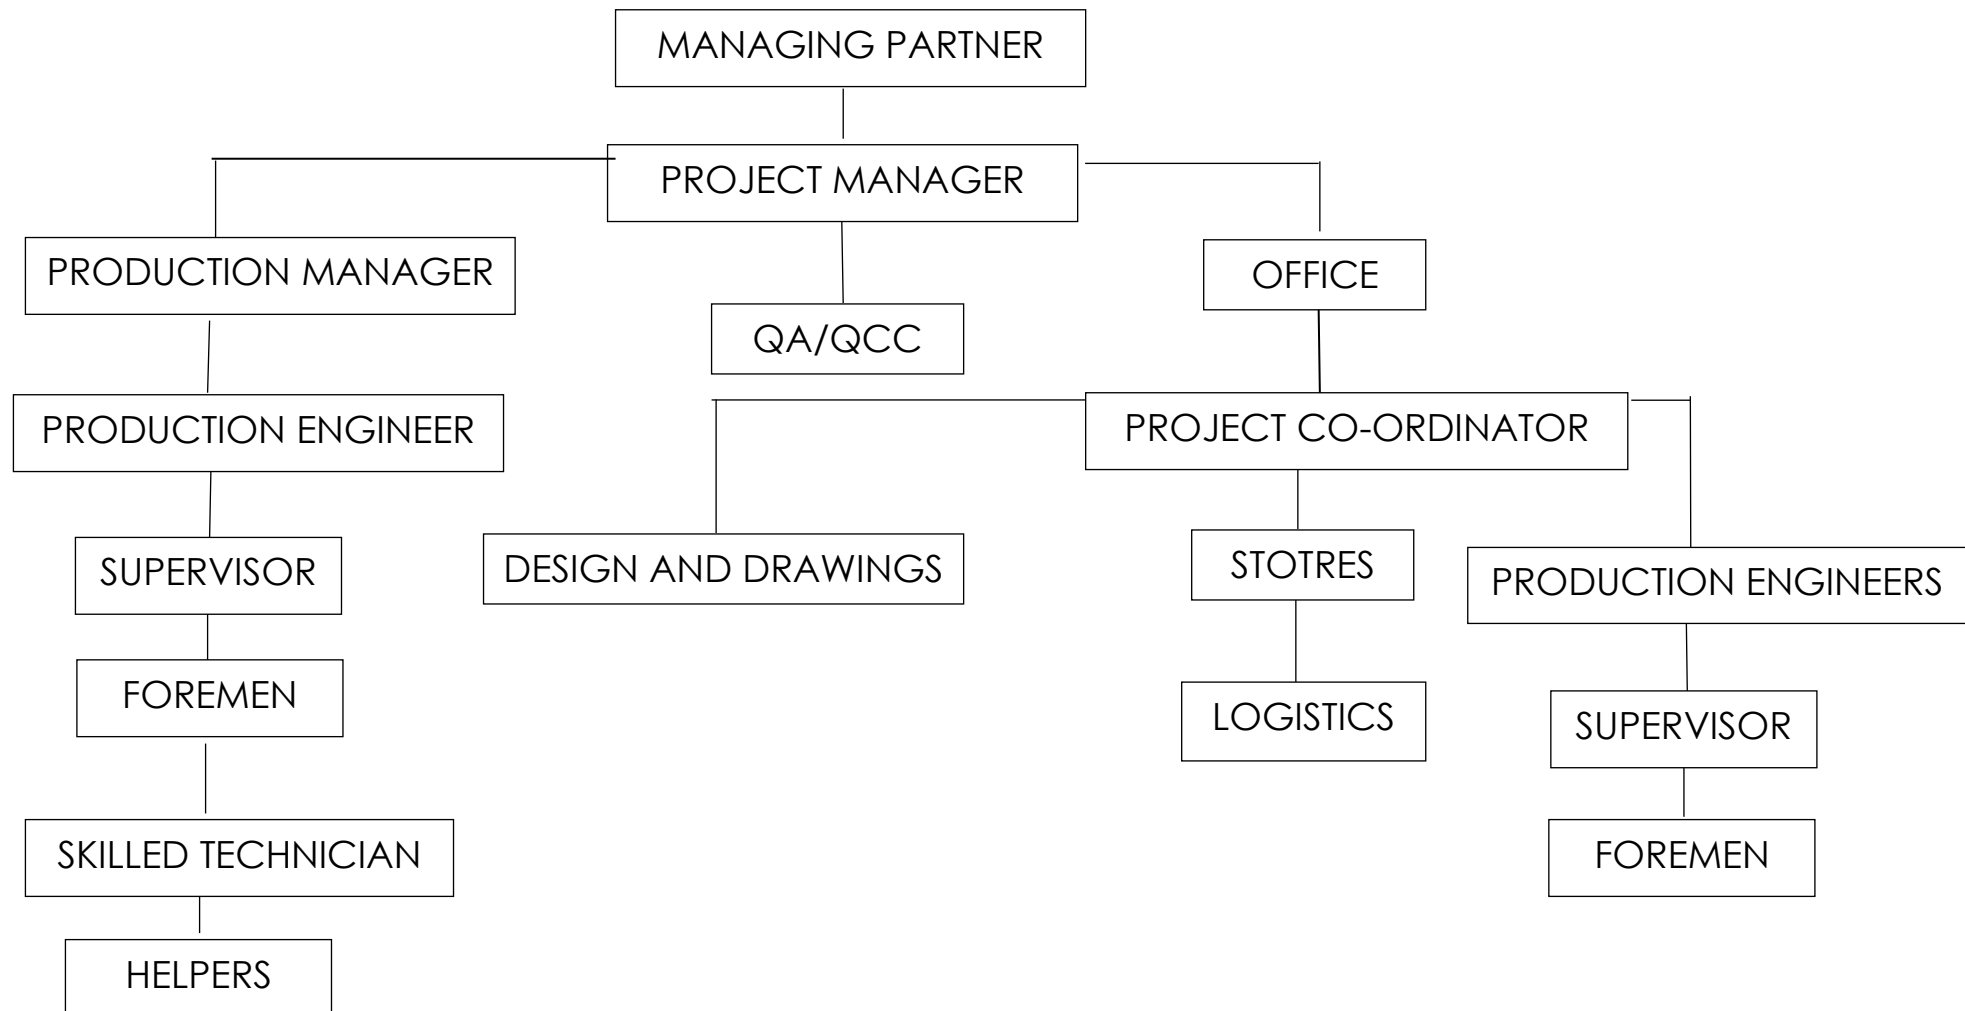 MANAGING PARTNER
PROJECT MANAGER
PRODUCTION MANAGER
OFFICE
QA/QCC
PRODUCTION ENGINEER
PROJECT CO-ORDINATOR
SUPERVISOR
DESIGN AND DRAWINGS
STOTRES
PRODUCTION ENGINEERS
FOREMEN
LOGISTICS
SUPERVISOR
SKILLED TECHNICIAN
FOREMEN
HELPERS